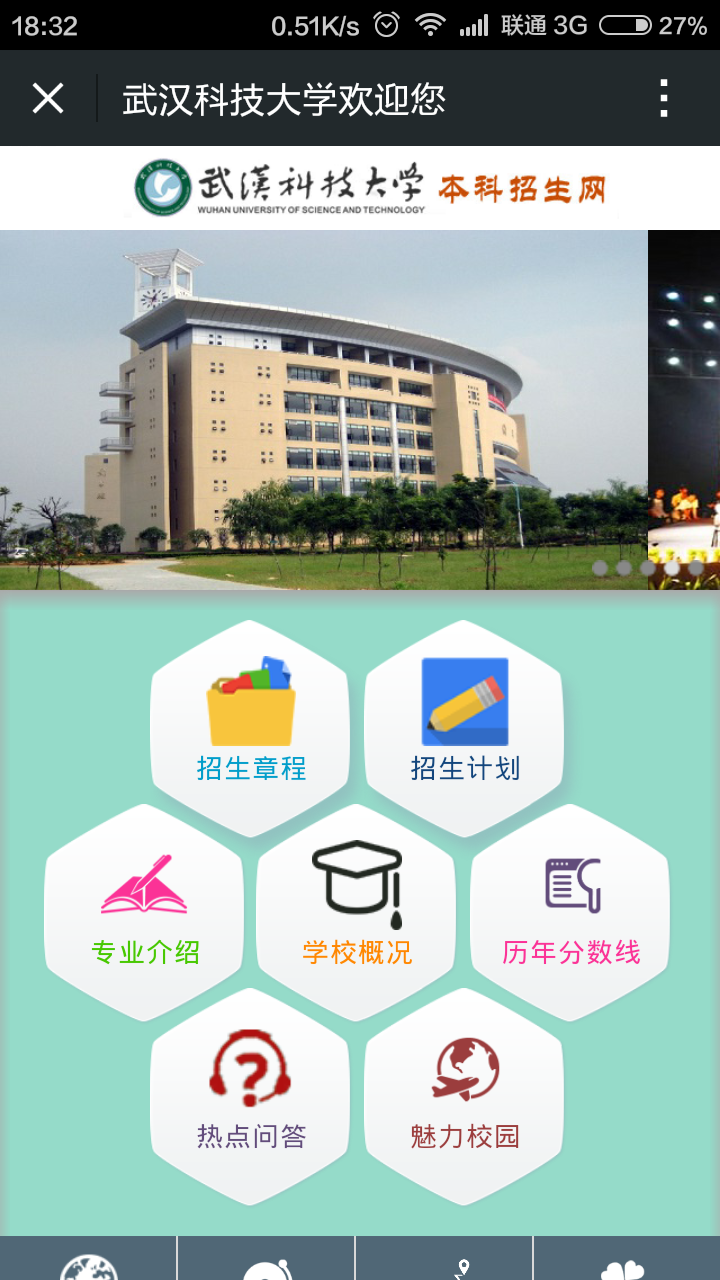 18:32 0.51K/s 联通 3G 27%
武汉科技大学欢迎您
武漢科技大学 本科招生网
WUHAN UNIVERSITY OF SCIENCE AND TECHNOLOGY
招生章程 招生计划
专业介绍 学校概况 历年分数线
热点问答 魅力校园